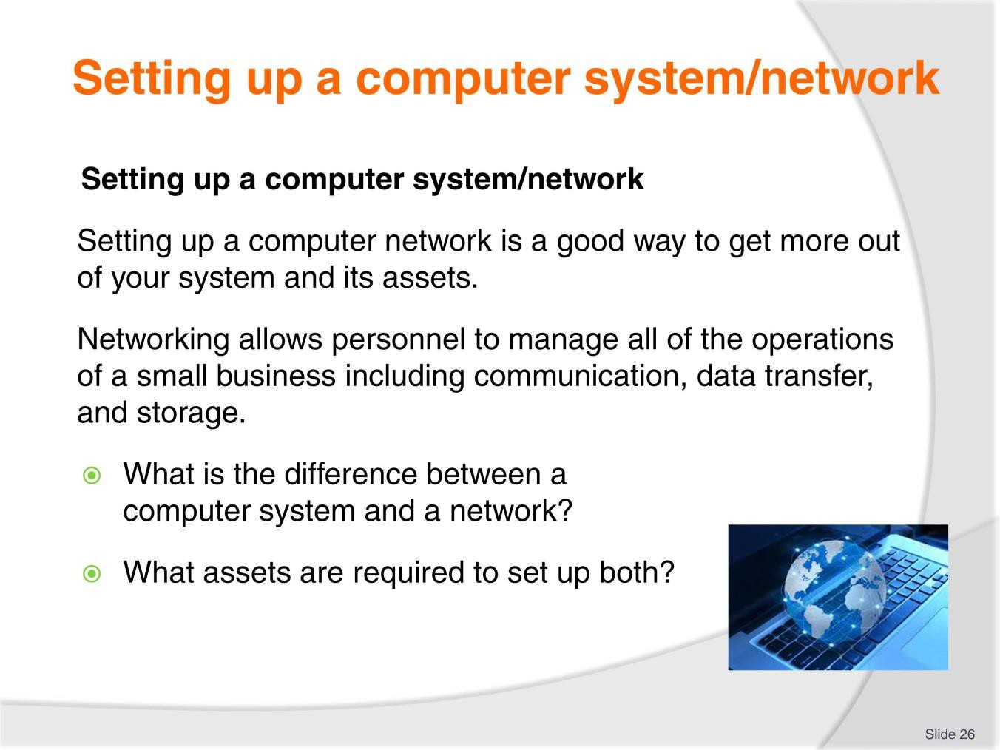 Setting up a computer system/network
Setting up a computer system/network
Setting up a computer network is a good way to get more out
of your system and its assets.
Networking allows personnel to manage all of the operations
of a small business including communication, data transfer,
and storage.
What is the difference between a
computer system and a network?
What assets are required to set up both?
Slide 26